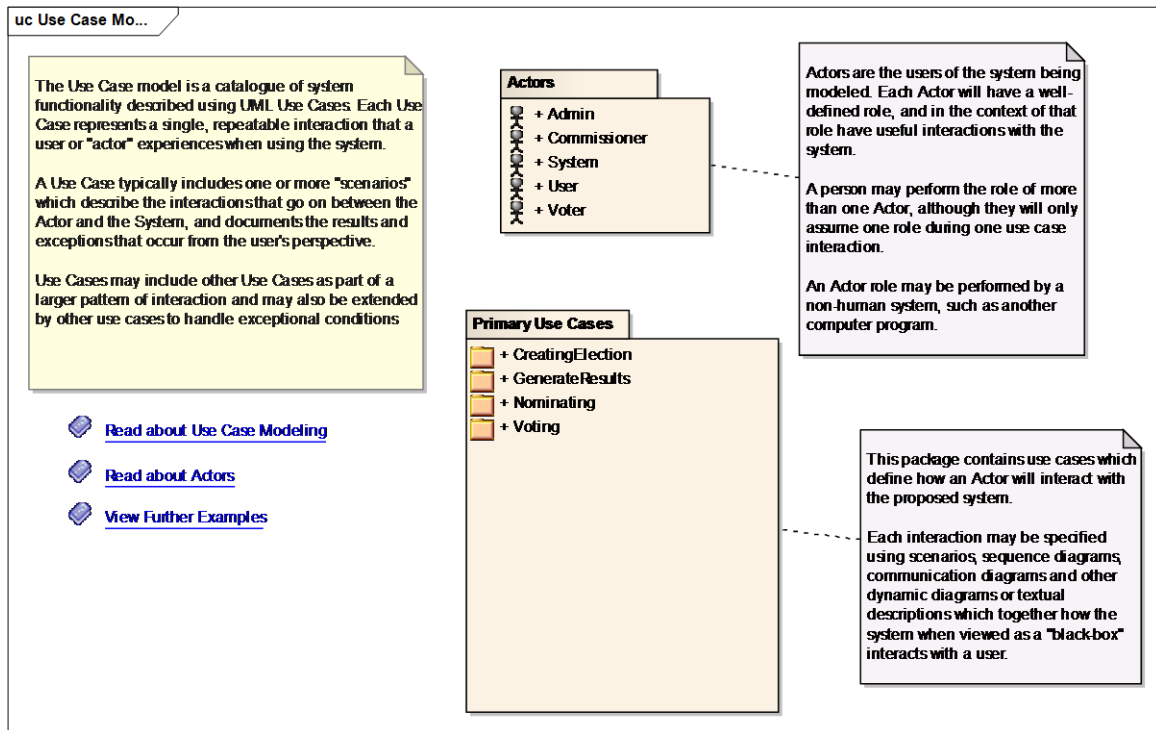 uc Use Case Mo...
The Use Case model is a catalogue of system
functionality described using UML Use Cases. Each Use
Case represents a single, repeatable interaction that a
user or "actor" experiences when using the system.
A Use Case typically includes one or more "scenarios"
which describe the interactions that go on between the
Actor and the System, and documents the results and
exceptions that occur from the user's perspective.
Use Cases may include other Use Cases as part of a
larger pattern of interaction and may also be extended
by other use cases to handle exceptional conditions
Read about Use Case Modeling
Read about Actors
View Further Examples
Actors
+ Admin
+ Commissioner
+ System
+ User
+ Voter
Primary Use Cases
+ CreatingElection
+ GenerateResults
+ Nominating
+ Voting
Actors are the users of the system being
modeled. Each Actor will have a well-
defined role, and in the context of that
role have useful interactions with the
system.
A person may perform the role of more
than one Actor, although they will only
assume one role during one use case
interaction.
An Actor role may be performed by a
non-human system, such as another
computer program.
This package contains use cases which
define how an Actor will interact with
the proposed system.
Each interaction may be specified
using scenarios, sequence diagrams,
communication diagrams and other
dynamic diagrams or textual
descriptions which together how the
system when viewed as a "black-box"
interacts with a user.